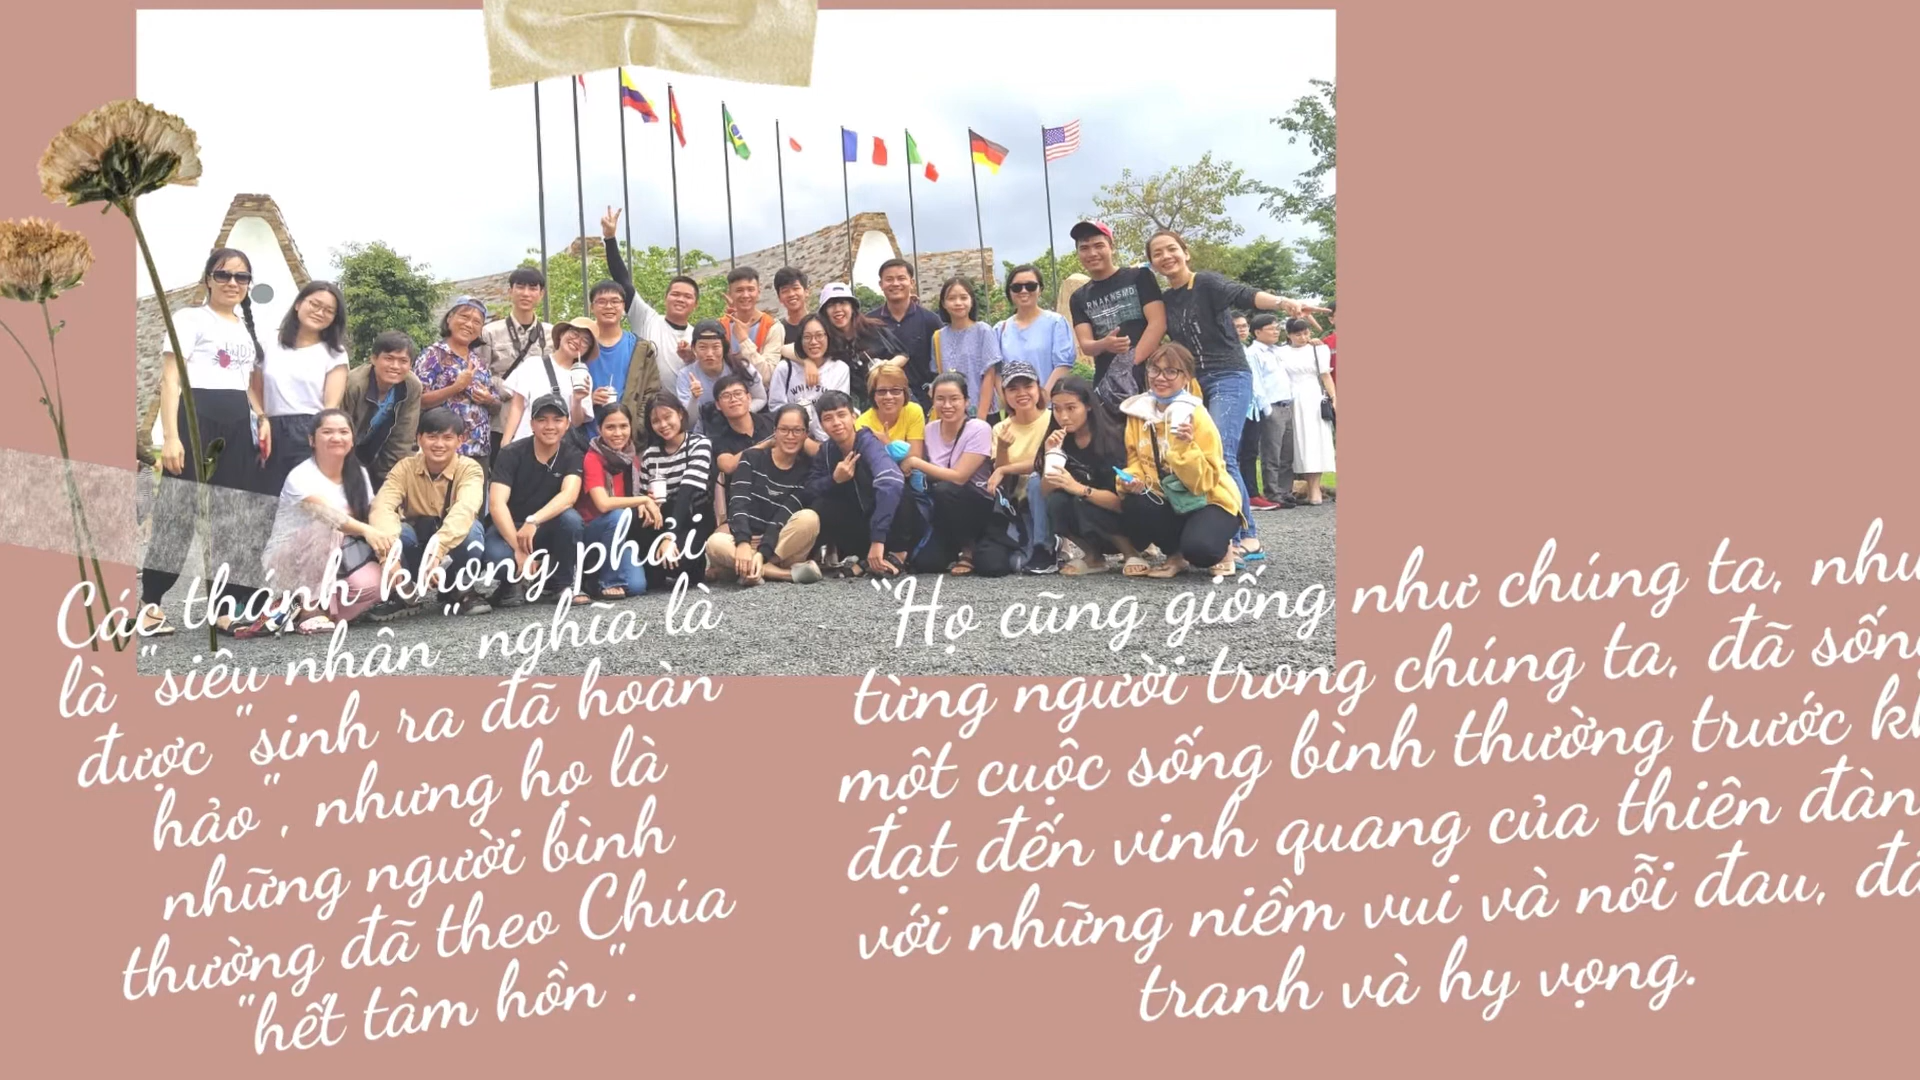 Các thánh không phải
là "siêu nhân" nghĩa là
được "sinh ra đã hoàn
hảo", nhưng họ là
những người bình
thường đã theo Chúa
"hết tâm hồn".
"Họ cũng giống như chúng ta, như
từng người trong chúng ta, đã sống
một cuộc sống bình thường trước
đạt đến vinh quang của thiên
với những niềm vui và nỗi đau,
tranh và hy vọng.
RNAKNSMD